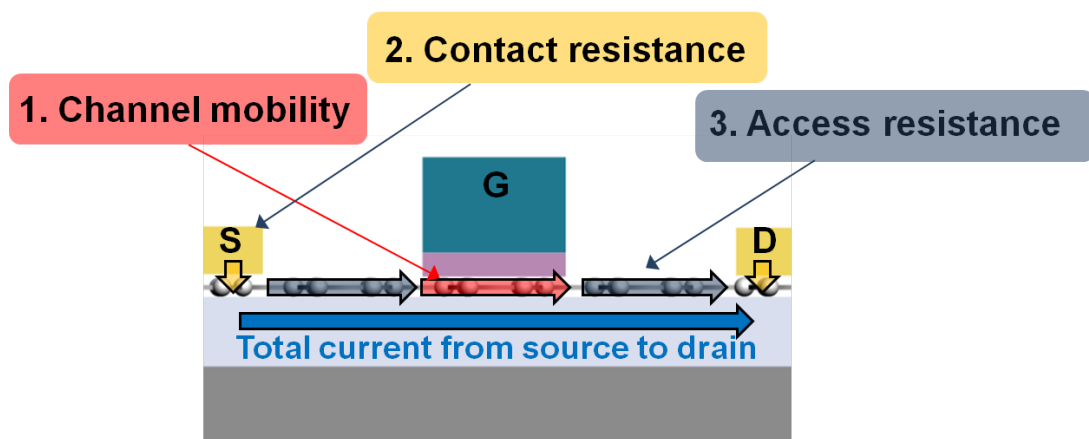 2. Contact resistance
1. Channel mobility
3. Access resistance
G
S
D
Total current from source to drain